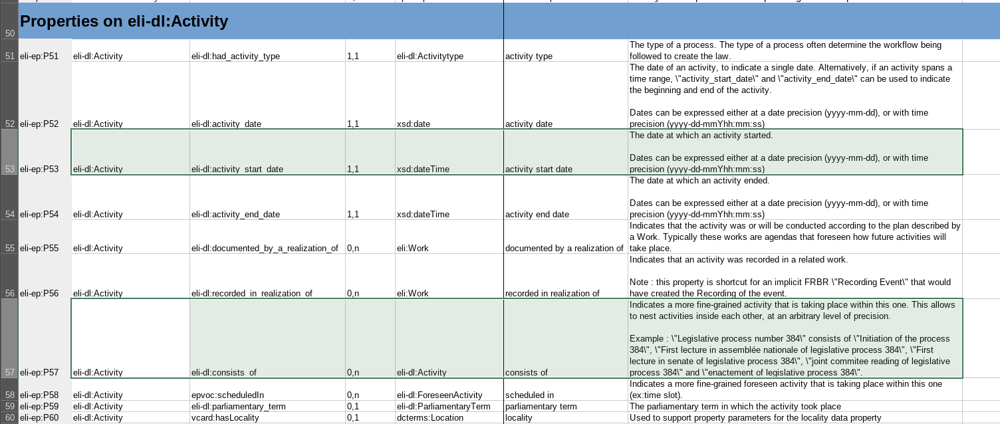 50 Properties on eli-dl:Activity
The type of a process. The type of a process often determine the workflow being
51 eli-ep:P51 eli-dl:Activity eli-dl:had_activity_type 1,1 eli-dl:Activitytype activity type followed to create the law.
The date of an activity, to indicate a single date. Alternatively, if an activity spans a
time range, \"activity_start_date\" and \"activity_end_date\" can be used to indicate
the beginning and end of the activity.
Dates can be expressed either at a date precision (yyyy-mm-dd), or with time
52 eli-ep:P52 eli-dl:Activity eli-dl:activity_date 1,1 xsd:date activity date precision (yyyy-dd-mmYhh:mm:ss)
The date at which an activity started.
Dates can be expressed either at a date precision (yyyy-mm-dd), or with time
53 eli-ep:P53 eli-dl:Activity eli-dl:activity_start_date 1,1 xsd:dateTime activity start date precision (yyyy-dd-mmYhh:mm:ss)
The date at which an activity ended.
Dates can be expressed either at a date precision (yyyy-mm-dd), or with time
54 eli-ep:P54 eli-dl:Activity eli-dl:activity_end_date 1,1 xsd:dateTime activity end date precision (yyyy-dd-mmYhh:mm:ss)
Indicates that the activity was or will be conducted according to the plan described by
a Work. Typically these works are agendas that foreseen how future activities will
55 eli-ep:P55 eli-dl:Activity eli-dl:documented_by_a_realization_of 0,n eli:Work documented by a realization of take place.
Indicates that an activity was recorded in a related work.
Note : this property is shortcut for an implicit FRBR \"Recording Event\" that would
56 eli-ep:P56 eli-dl:Activity eli-dl:recorded_in_realization_of 0,n eli:Work recorded in realization of have created the Recording of the event.
Indicates a more fine-grained activity that is taking place within this one. This allows
to nest activities inside each other, at an arbitrary level of precision.
Example : \"Legislative process number 384\" consists of \"Initiation of the process
384\", \"First lecture in assemblée nationale of legislative process 384\", \"First
lecture in senate of legislative process 384\", \"joint commitee reading of legislative
57 eli-ep:P57 eli-dl:Activity eli-dl:consists_of 0,n eli-dl:Activity consists of process 384\" and \"enactement of legislative process 384\".
Indicates a more fine-grained foreseen activity that is taking place within this one
58 eli-ep:P58 eli-dl:Activity epvoc:scheduledIn 0,n eli-dl:ForeseenActivity scheduled in (ex:time slot).
59 eli-ep:P59 eli-dl:Activity eli-dl:parliamentary_term 0,1 eli-dl:ParliamentaryTerm parliamentary term The parliamentary term in which the activity took place
60 eli-ep:P60 eli-dl:Activity vcard:hasLocality 0,1 dcterms:Location locality Used to support property parameters for the locality data property